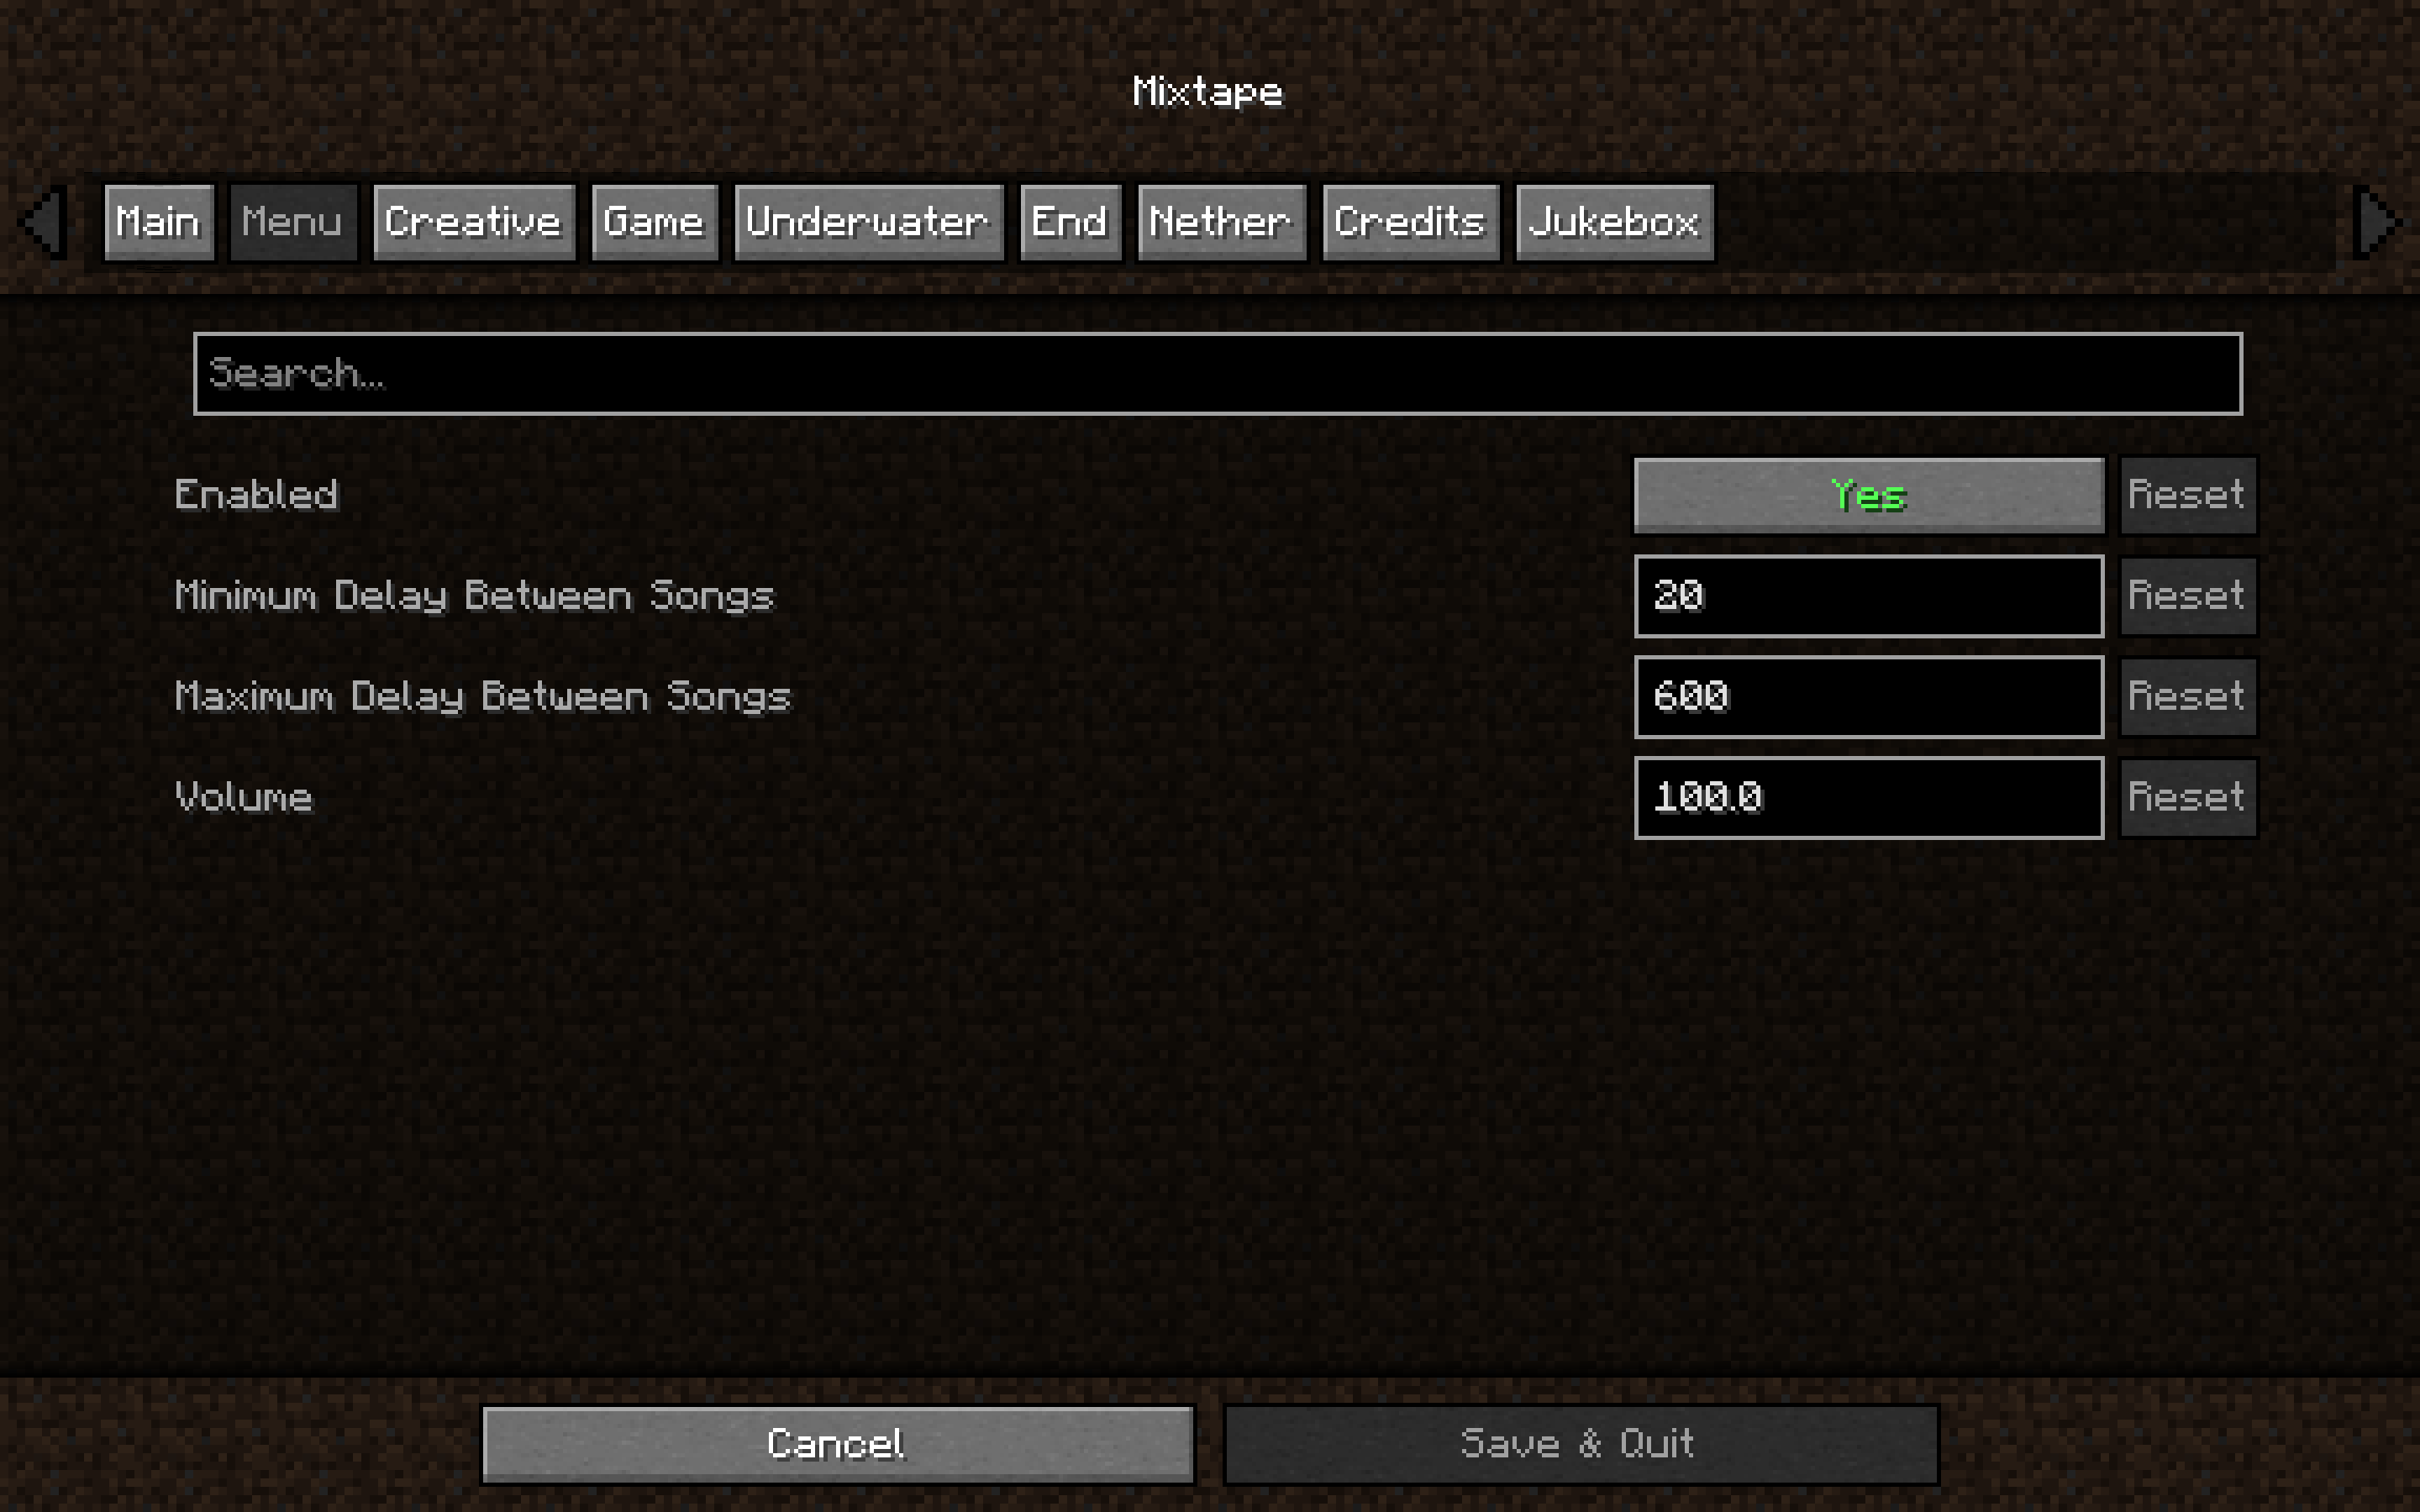 Mixtape
Main Menu Creative Game Underwater End Nether Credits Jukebox
Search...
Enabled Yes Reset
Minimum Delay Between Songs 20 Reset
Maximum Delay Between Songs 600 Reset
Volume 100.0 Reset
Cancel Save & Quit